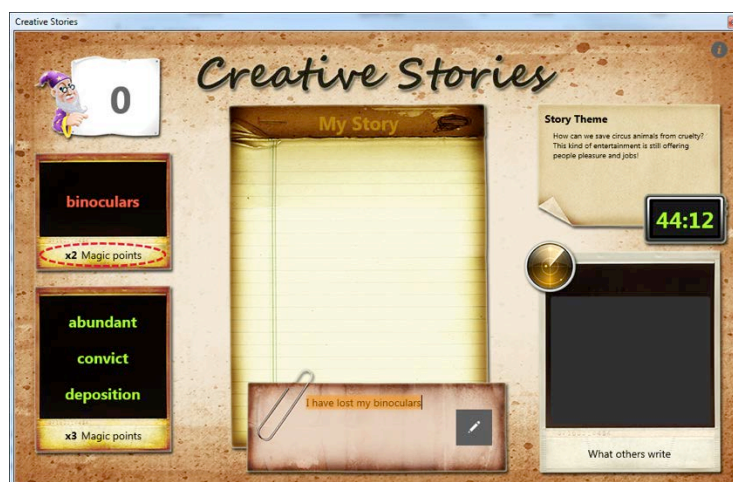 Creative Stories
Creative Stories
0
My Story
Story Theme
How can we save circus animals from cruelty?
This kind of entertainment is still offering
people pleasure and jobs!
44:12
binoculars
x2 Magic points
abundant
convict
deposition
x3 Magic points
I have lost my binoculars
What others write